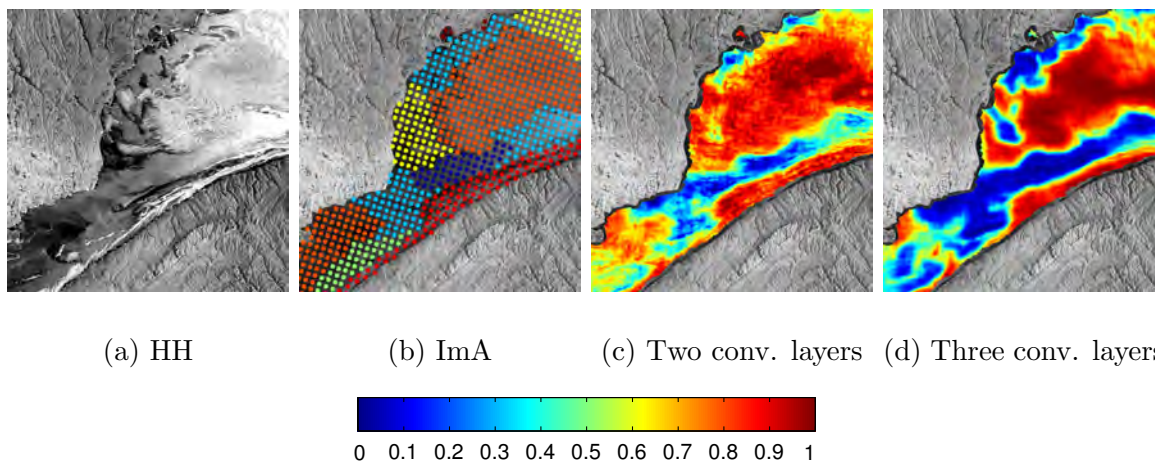 (a) HH
(b) ImA
(c) Two conv. layers
(d) Three conv. layers
0 0.1 0.2 0.3 0.4 0.5 0.6 0.7 0.8 0.9 1